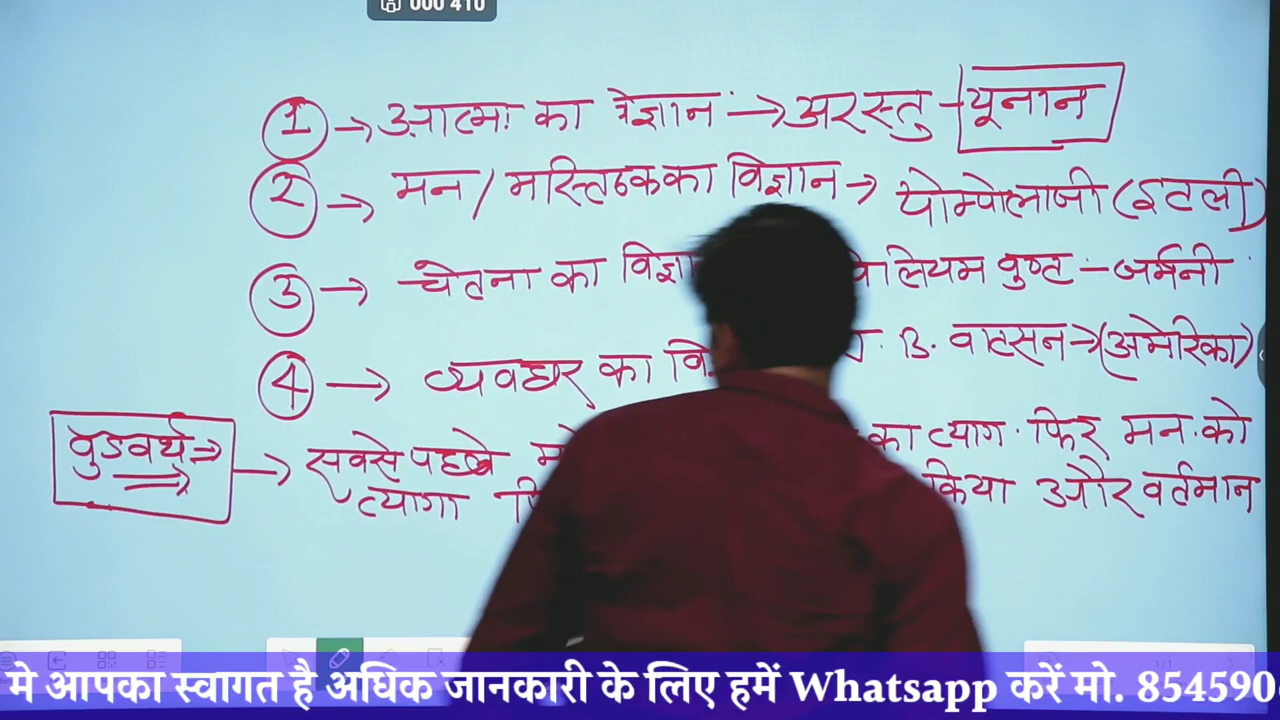 000 410
1 → आत्मा का विज्ञान → अरस्तु - यूनान
2 → मन / मस्तिष्क का विज्ञान → पोम्पोलाजी (इटली)
3 → चेतना का विज्ञा लियम वुण्ट - जर्मनी
4 → व्यवहार का वि . B. वाट्सन → (अमेरिका)
वुडवर्थ ⇒ → सबसे पहले का त्याग फिर मन को
त्यागा किया और वर्तमान
मे आपका स्वागत है अधिक जानकारी के लिए हमें Whatsapp करें मो. 854590